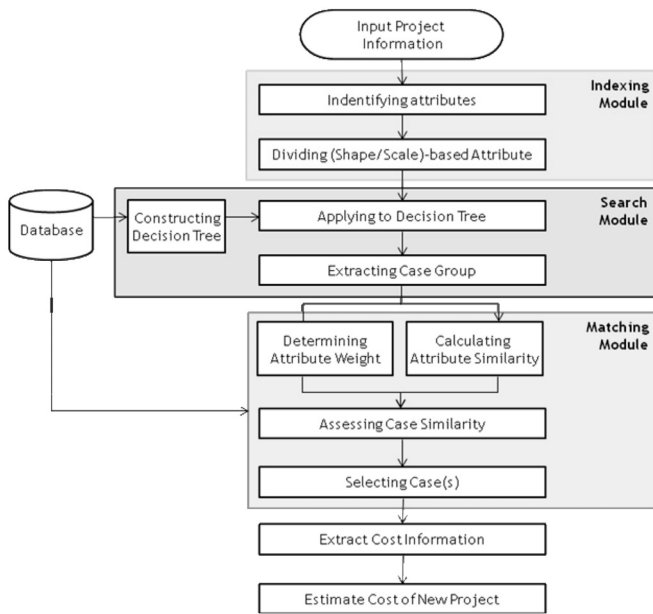 Input Project
Information
Indexing
Module
Indentifying attributes
Dividing (Shape/Scale)-based Attribute
Search
Module
Database
Constructing
Decision Tree
Applying to Decision Tree
Extracting Case Group
Matching
Module
Determining
Attribute Weight
Calculating
Attribute Similarity
Assessing Case Similarity
Selecting Case(s)
Extract Cost Information
Estimate Cost of New Project